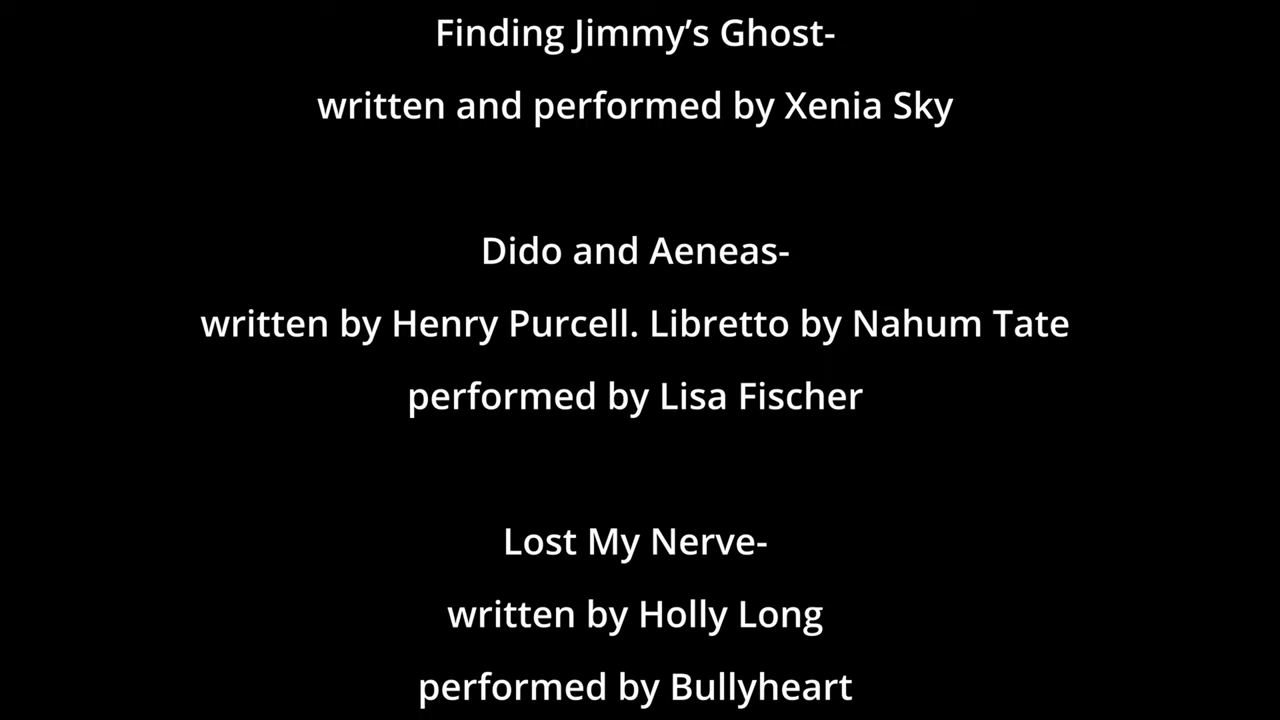 Finding Jimmy’s Ghost-
written and performed by Xenia Sky
Dido and Aeneas-
written by Henry Purcell. Libretto by Nahum Tate
performed by Lisa Fischer
Lost My Nerve-
written by Holly Long
performed by Bullyheart